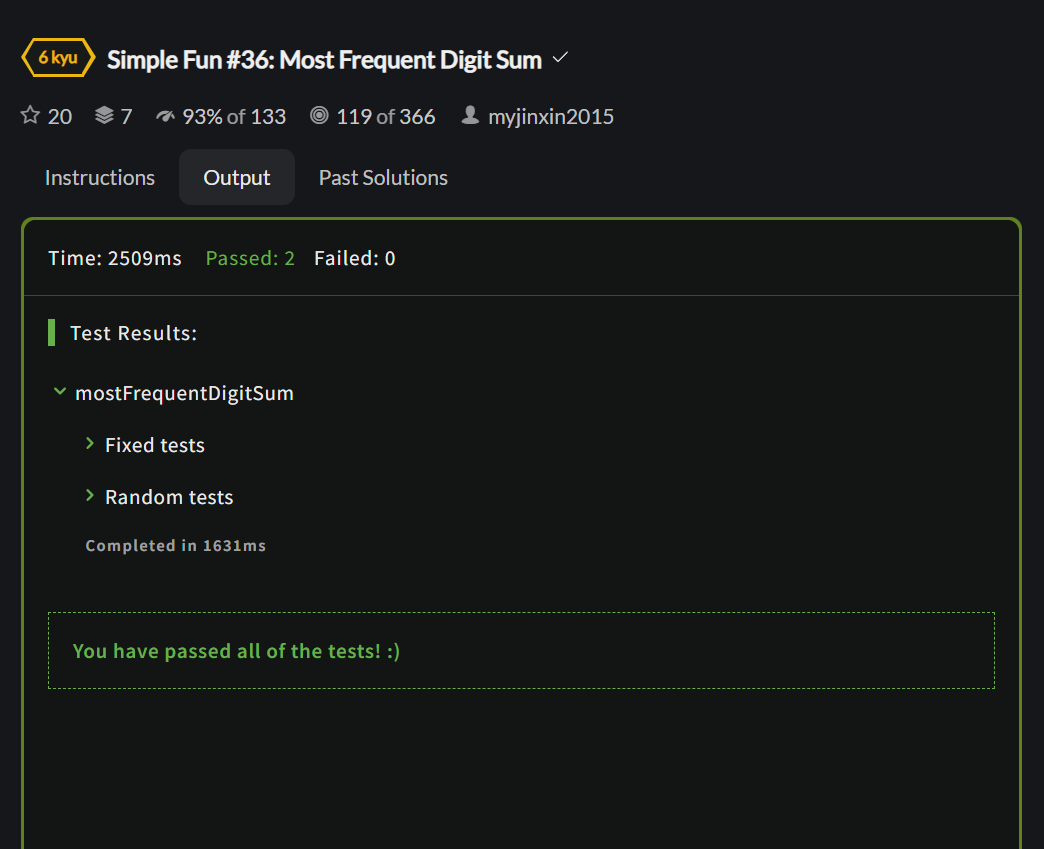 6 kyu Simple Fun #36: Most Frequent Digit Sum
20 7 93% of 133 119 of 366 myjinxin2015
Instructions Output Past Solutions
Time: 2509ms Passed: 2 Failed: 0
Test Results:
mostFrequentDigitSum
Fixed tests
Random tests
Completed in 1631ms
You have passed all of the tests! :)